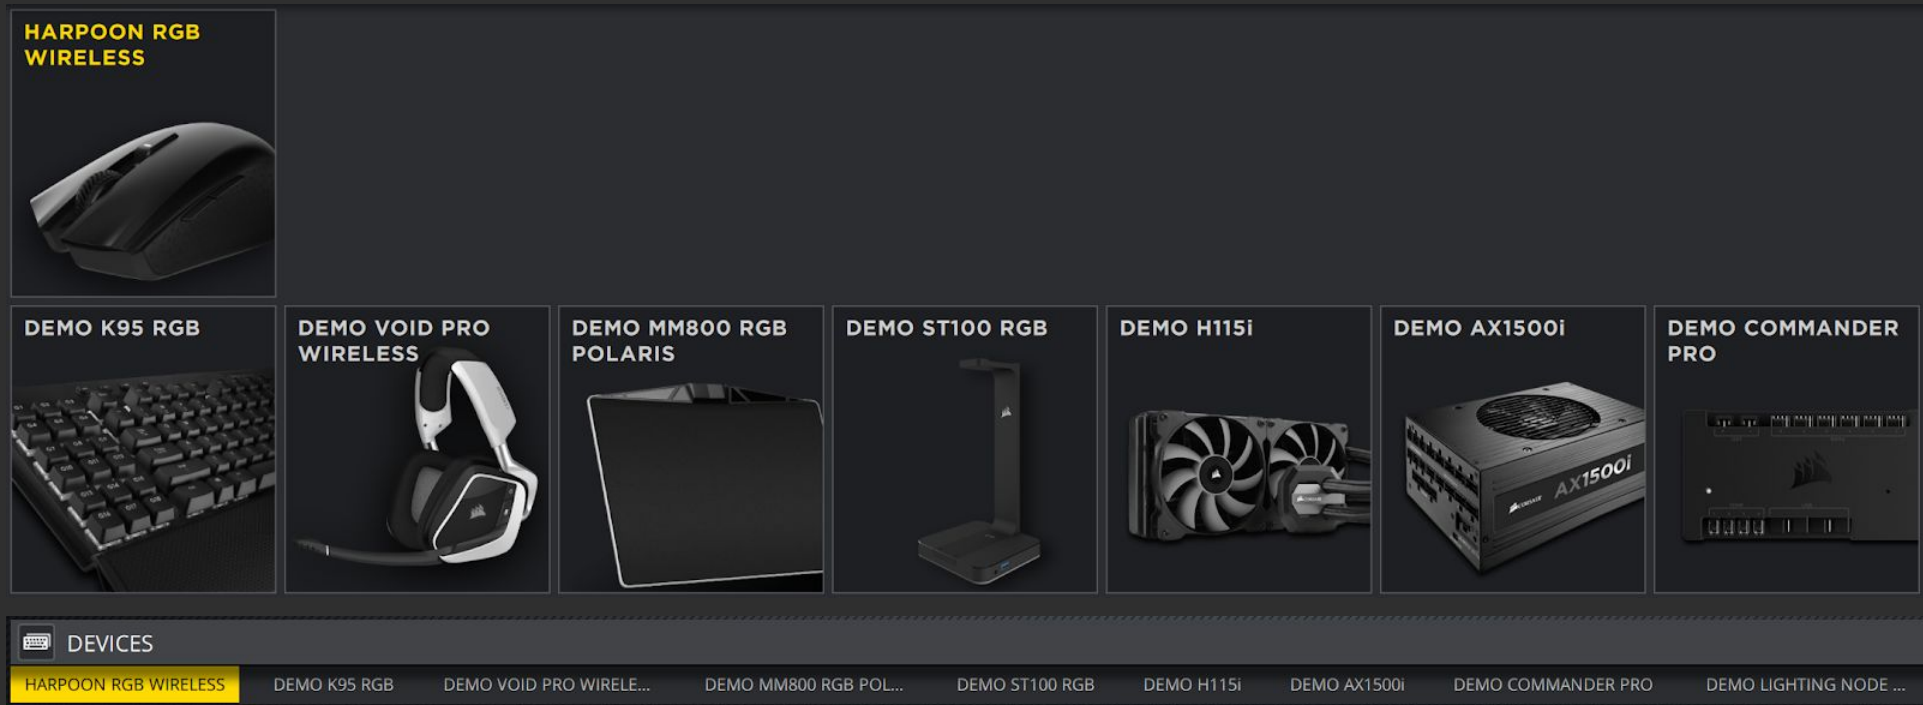 HARPOON RGB
WIRELESS
DEMO K95 RGB
DEMO VOID PRO
WIRELESS
DEMO MM800 RGB
POLARIS
DEMO ST100 RGB
DEMO H115i
DEMO AX1500i
CORSAIR AX1500i
DEMO COMMANDER
PRO
DEVICES
HARPOON RGB WIRELESS
DEMO K95 RGB
DEMO VOID PRO WIRELE...
DEMO MM800 RGB POL...
DEMO ST100 RGB
DEMO H115i
DEMO AX1500i
DEMO COMMANDER PRO
DEMO LIGHTING NODE ...